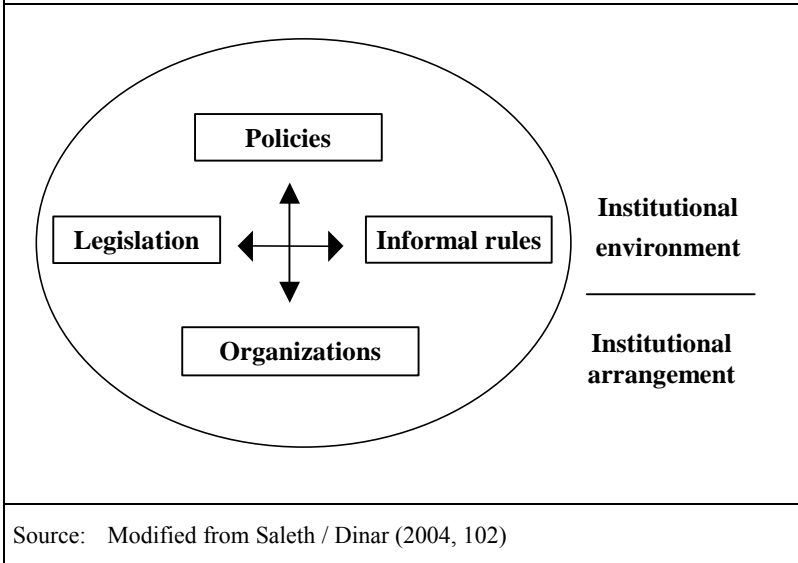 Policies
Legislation
Informal rules
Organizations
Institutional
environment
Institutional
arrangement
Source: Modified from Saleth / Dinar (2004, 102)